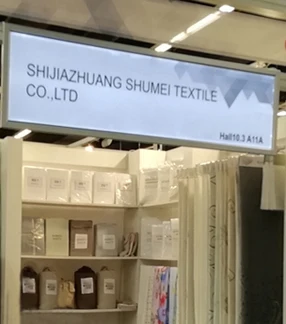 SHIJIAZHUANG SHUMEI TEXTILE
CO.,LTD
Hall10.3 A11A